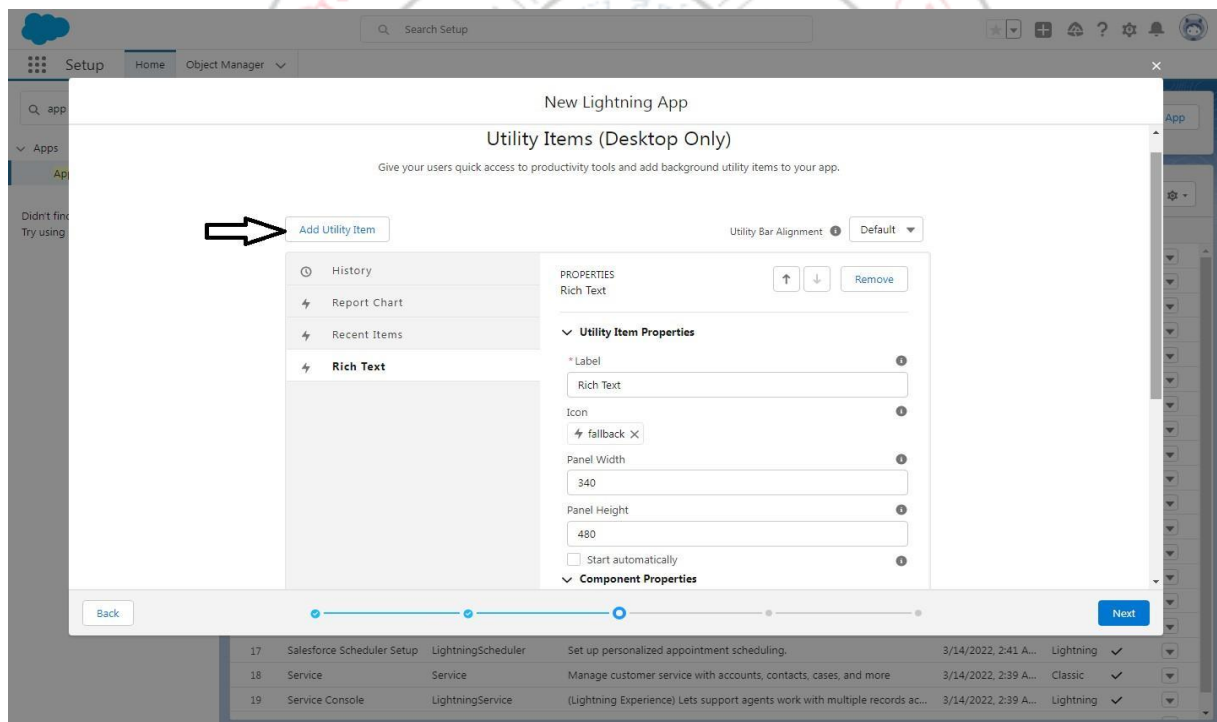 Search Setup
Setup Home Object Manager
New Lightning App
app
App
Utility Items (Desktop Only)
Apps
Give your users quick access to productivity tools and add background utility items to your app.
App
Didn't find
Try using
Add Utility Item
Utility Bar Alignment Default
History
PROPERTIES
Rich Text
Remove
Report Chart
Recent Items
Utility Item Properties
Rich Text
* Label
Rich Text
Icon
fallback
Panel Width
340
Panel Height
480
Start automatically
Component Properties
Back
Next
17 Salesforce Scheduler Setup LightningScheduler Set up personalized appointment scheduling. 3/14/2022, 2:41 A... Lightning
18 Service Service Manage customer service with accounts, contacts, cases, and more 3/14/2022, 2:39 A... Classic
19 Service Console LightningService (Lightning Experience) Lets support agents work with multiple records ac... 3/14/2022, 2:39 A... Lightning